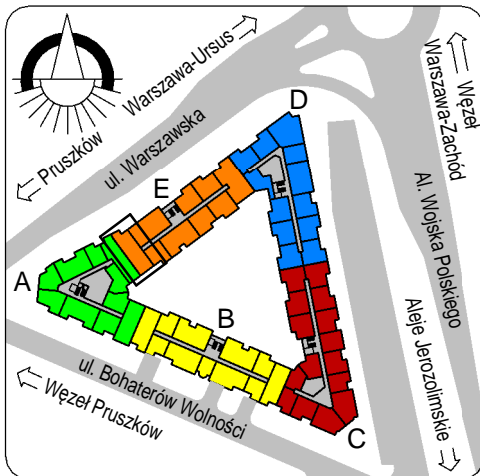 Warszawa-Ursus
Pruszków
ul. Warszawska
Węzeł
Warszawa-Zachód
Al. Wojska Polskiego
Aleje Jerozolimskie
D
E
A
B
C
ul. Bohaterów Wolności
Węzeł Pruszków